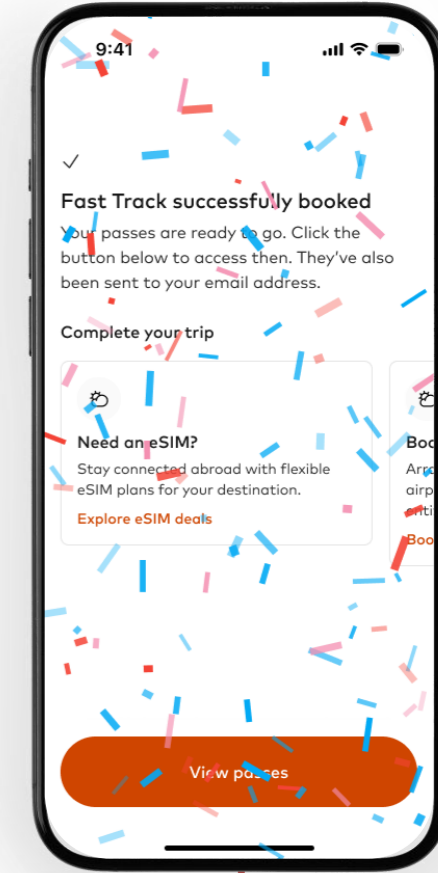 9:41
Fast Track successfully booked
Your passes are ready to go. Click the
button below to access then. They’ve also
been sent to your email address.
Complete your trip
Need an eSIM?
Stay connected abroad with flexible
eSIM plans for your destination.
Explore eSIM deals
View passes